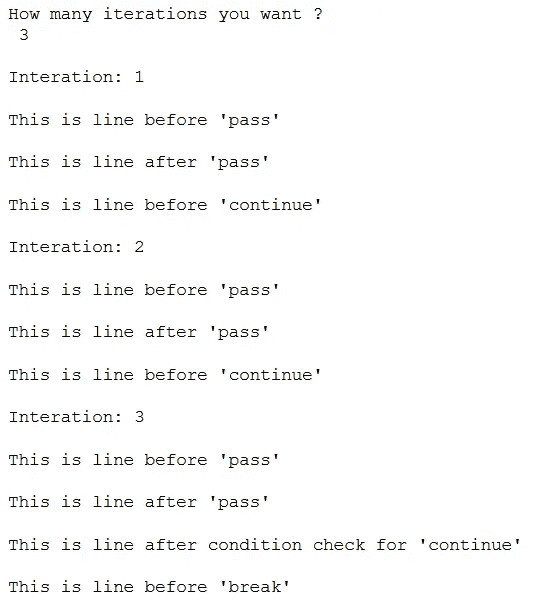 How many iterations you want ?
3
Interation: 1
This is line before 'pass'
This is line after 'pass'
This is line before 'continue'
Interation: 2
This is line before 'pass'
This is line after 'pass'
This is line before 'continue'
Interation: 3
This is line before 'pass'
This is line after 'pass'
This is line after condition check for 'continue'
This is line before 'break'